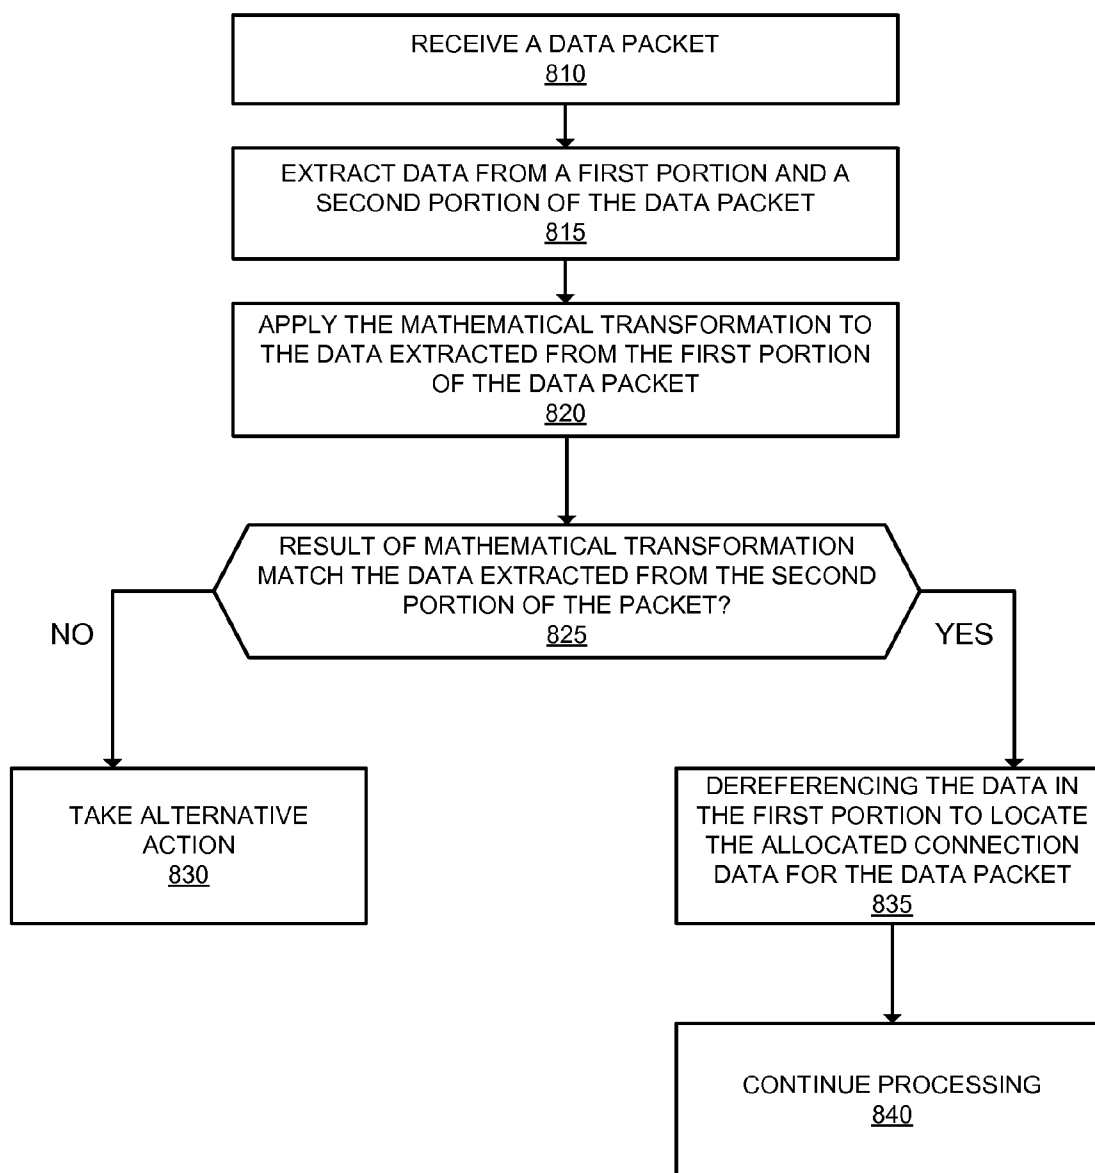 RECEIVE A DATA PACKET
810
EXTRACT DATA FROM A FIRST PORTION AND A
SECOND PORTION OF THE DATA PACKET
815
APPLY THE MATHEMATICAL TRANSFORMATION TO
THE DATA EXTRACTED FROM THE FIRST PORTION
OF THE DATA PACKET
820
RESULT OF MATHEMATICAL TRANSFORMATION
MATCH THE DATA EXTRACTED FROM THE SECOND
PORTION OF THE PACKET?
825
NO
YES
TAKE ALTERNATIVE
ACTION
830
DEREFERENCING THE DATA IN
THE FIRST PORTION TO LOCATE
THE ALLOCATED CONNECTION
DATA FOR THE DATA PACKET
835
CONTINUE PROCESSING
840